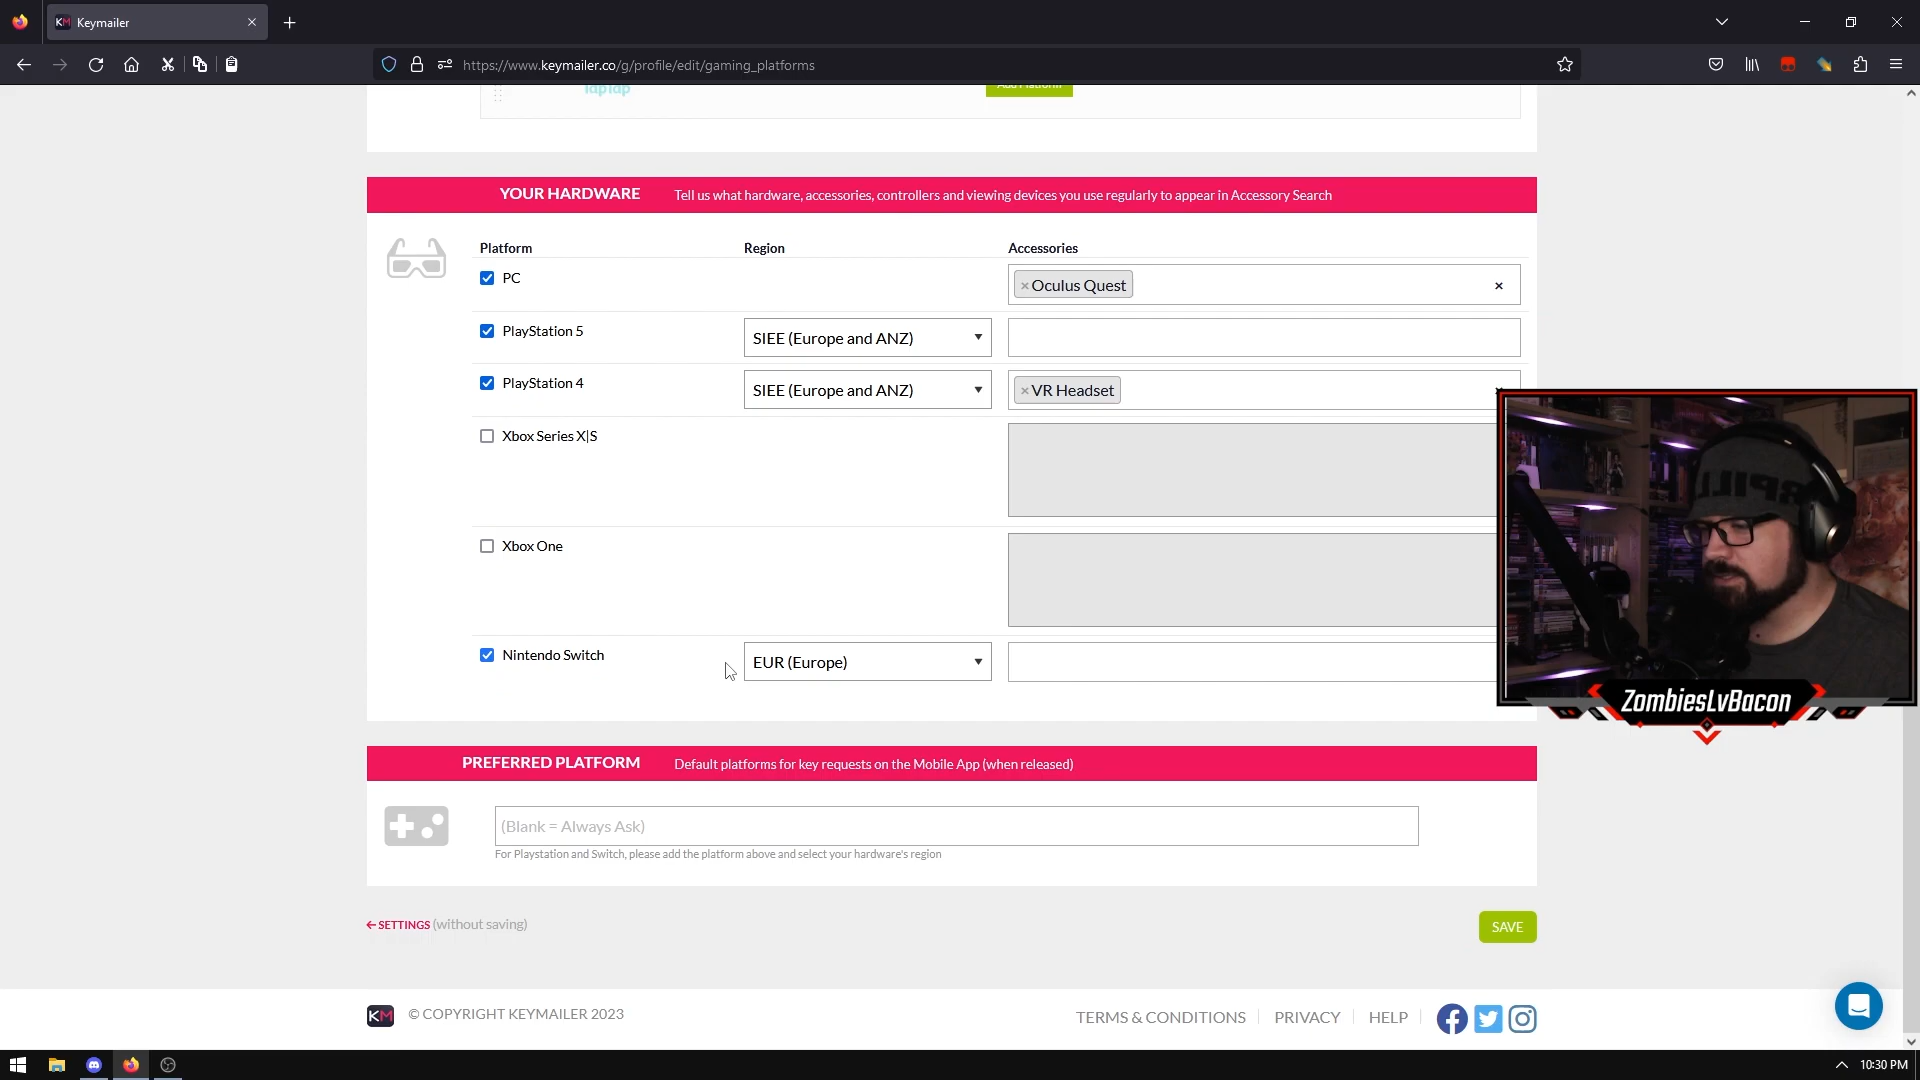 KM Keymailer
https://www.keymailer.co/g/profile/edit/gaming_platforms
taptap
Add Platform
YOUR HARDWARE Tell us what hardware, accessories, controllers and viewing devices you use regularly to appear in Accessory Search
Platform Region Accessories
PC ×Oculus Quest ×
PlayStation 5 SIEE (Europe and ANZ)
PlayStation 4 SIEE (Europe and ANZ) ×VR Headset
Xbox Series X|S
Xbox One
Nintendo Switch EUR (Europe)
ZombiesLvBacon
PREFERRED PLATFORM Default platforms for key requests on the Mobile App (when released)
(Blank = Always Ask)
For Playstation and Switch, please add the platform above and select your hardware's region
← SETTINGS (without saving) SAVE
KM © COPYRIGHT KEYMAILER 2023 TERMS & CONDITIONS PRIVACY HELP
10:30 PM